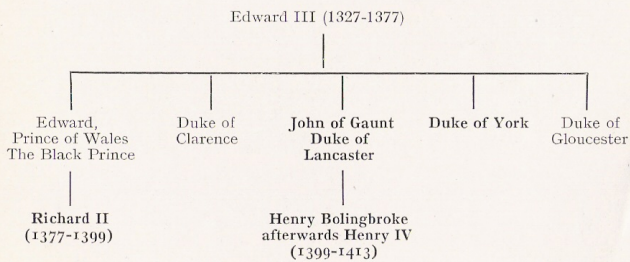 Edward III (1327-1377)
Edward,
Prince of Wales
The Black Prince
Duke of
Clarence
John of Gaunt
Duke of
Lancaster
Duke of York
Duke of
Gloucester
Richard II
(1377-1399)
Henry Bolingbroke
afterwards Henry IV
(1399-1413)